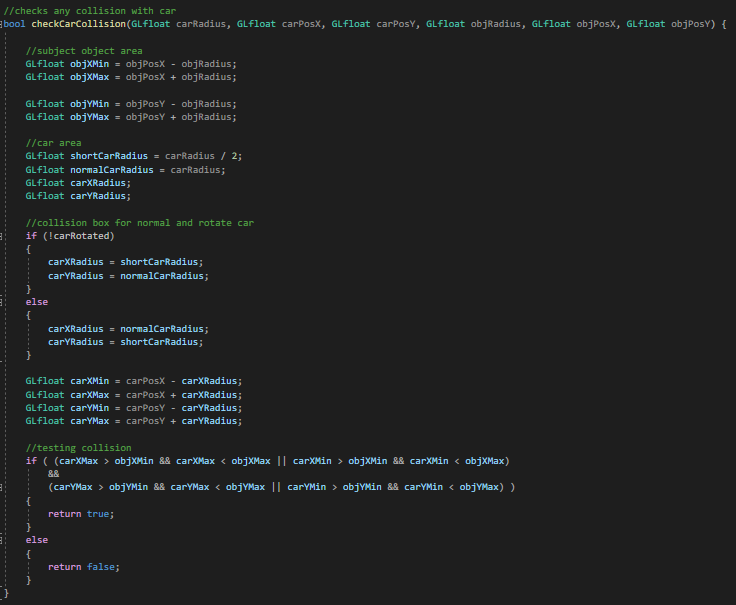 //checks any collision with car
bool checkCarCollision(GLfloat carRadius, GLfloat carPosX, GLfloat carPosY, GLfloat objRadius, GLfloat objPosX, GLfloat objPosY) {
//subject object area
GLfloat objXMin = objPosX - objRadius;
GLfloat objXMax = objPosX + objRadius;
GLfloat objYMin = objPosY - objRadius;
GLfloat objYMax = objPosY + objRadius;
//car area
GLfloat shortCarRadius = carRadius / 2;
GLfloat normalCarRadius = carRadius;
GLfloat carXRadius;
GLfloat carYRadius;
//collision box for normal and rotate car
if (!carRotated)
{
carXRadius = shortCarRadius;
carYRadius = normalCarRadius;
}
else
{
carXRadius = normalCarRadius;
carYRadius = shortCarRadius;
}
GLfloat carXMin = carPosX - carXRadius;
GLfloat carXMax = carPosX + carXRadius;
GLfloat carYMin = carPosY - carYRadius;
GLfloat carYMax = carPosY + carYRadius;
//testing collision
if ( (carXMax > objXMin && carXMax < objXMax || carXMin > objXMin && carXMin < objXMax)
&&
(carYMax > objYMin && carYMax < objYMax || carYMin > objYMin && carYMin < objYMax) )
{
return true;
}
else
{
return false;
}
}